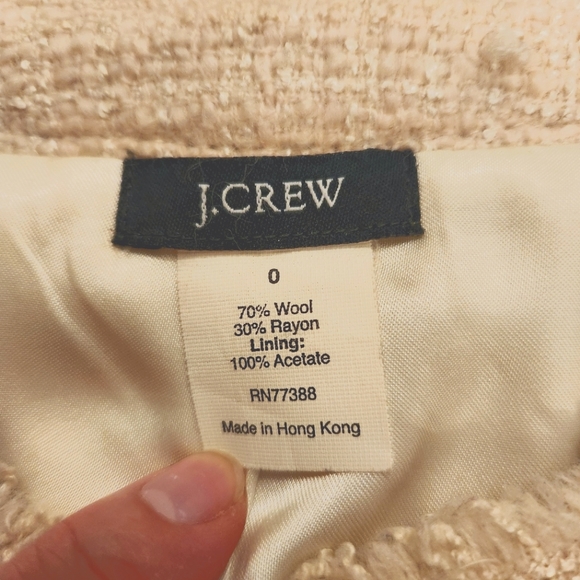 J.CREW
0
70% Wool
30% Rayon
Lining:
100% Acetate
RN77388
Made in Hong Kong